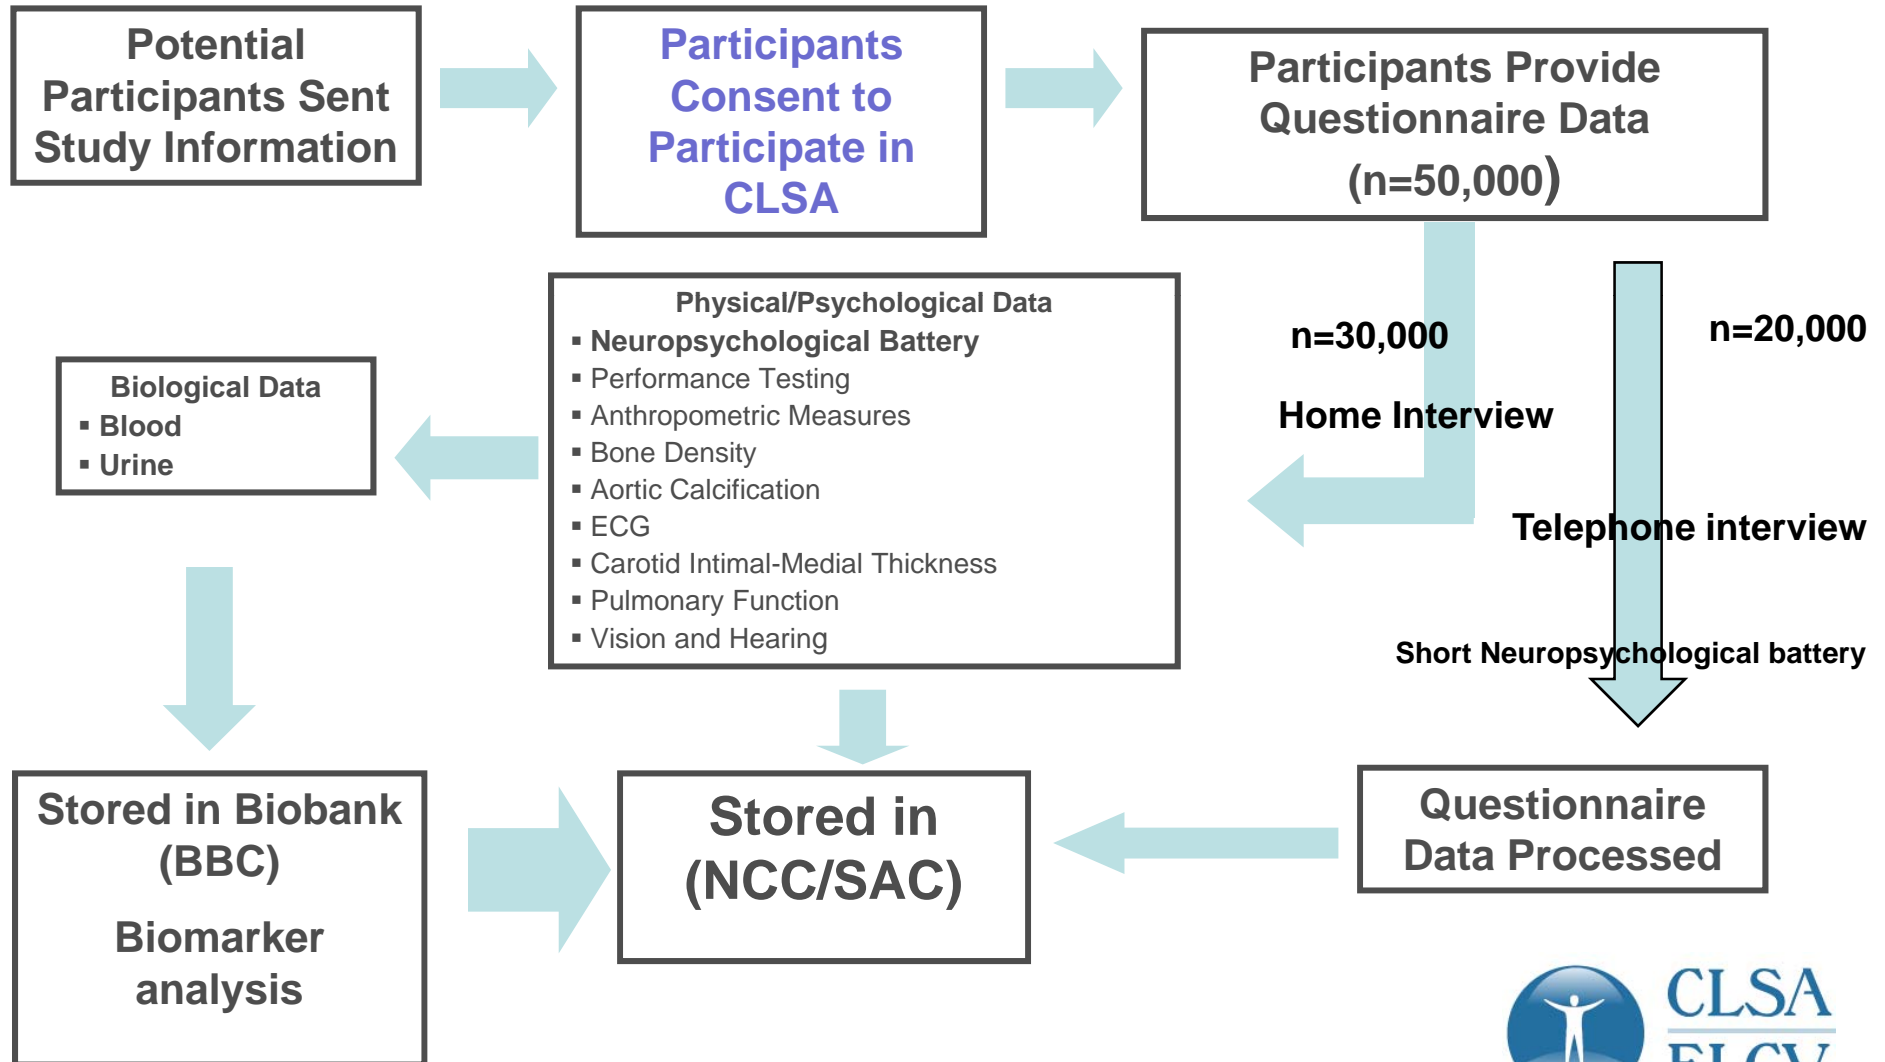 Potential
Participants Sent
Study Information
Participants
Consent to
Participate in
CLSA
Participants Provide
Questionnaire Data
(n=50,000)
n=30,000
Home Interview
n=20,000
Telephone interview
Short Neuropsychological battery
Physical/Psychological Data
▪ Neuropsychological Battery
▪ Performance Testing
▪ Anthropometric Measures
▪ Bone Density
▪ Aortic Calcification
▪ ECG
▪ Carotid Intimal-Medial Thickness
▪ Pulmonary Function
▪ Vision and Hearing
Biological Data
▪ Blood
▪ Urine
Stored in Biobank
(BBC)
Biomarker
analysis
Stored in
(NCC/SAC)
Questionnaire
Data Processed
CLSA
ELCV